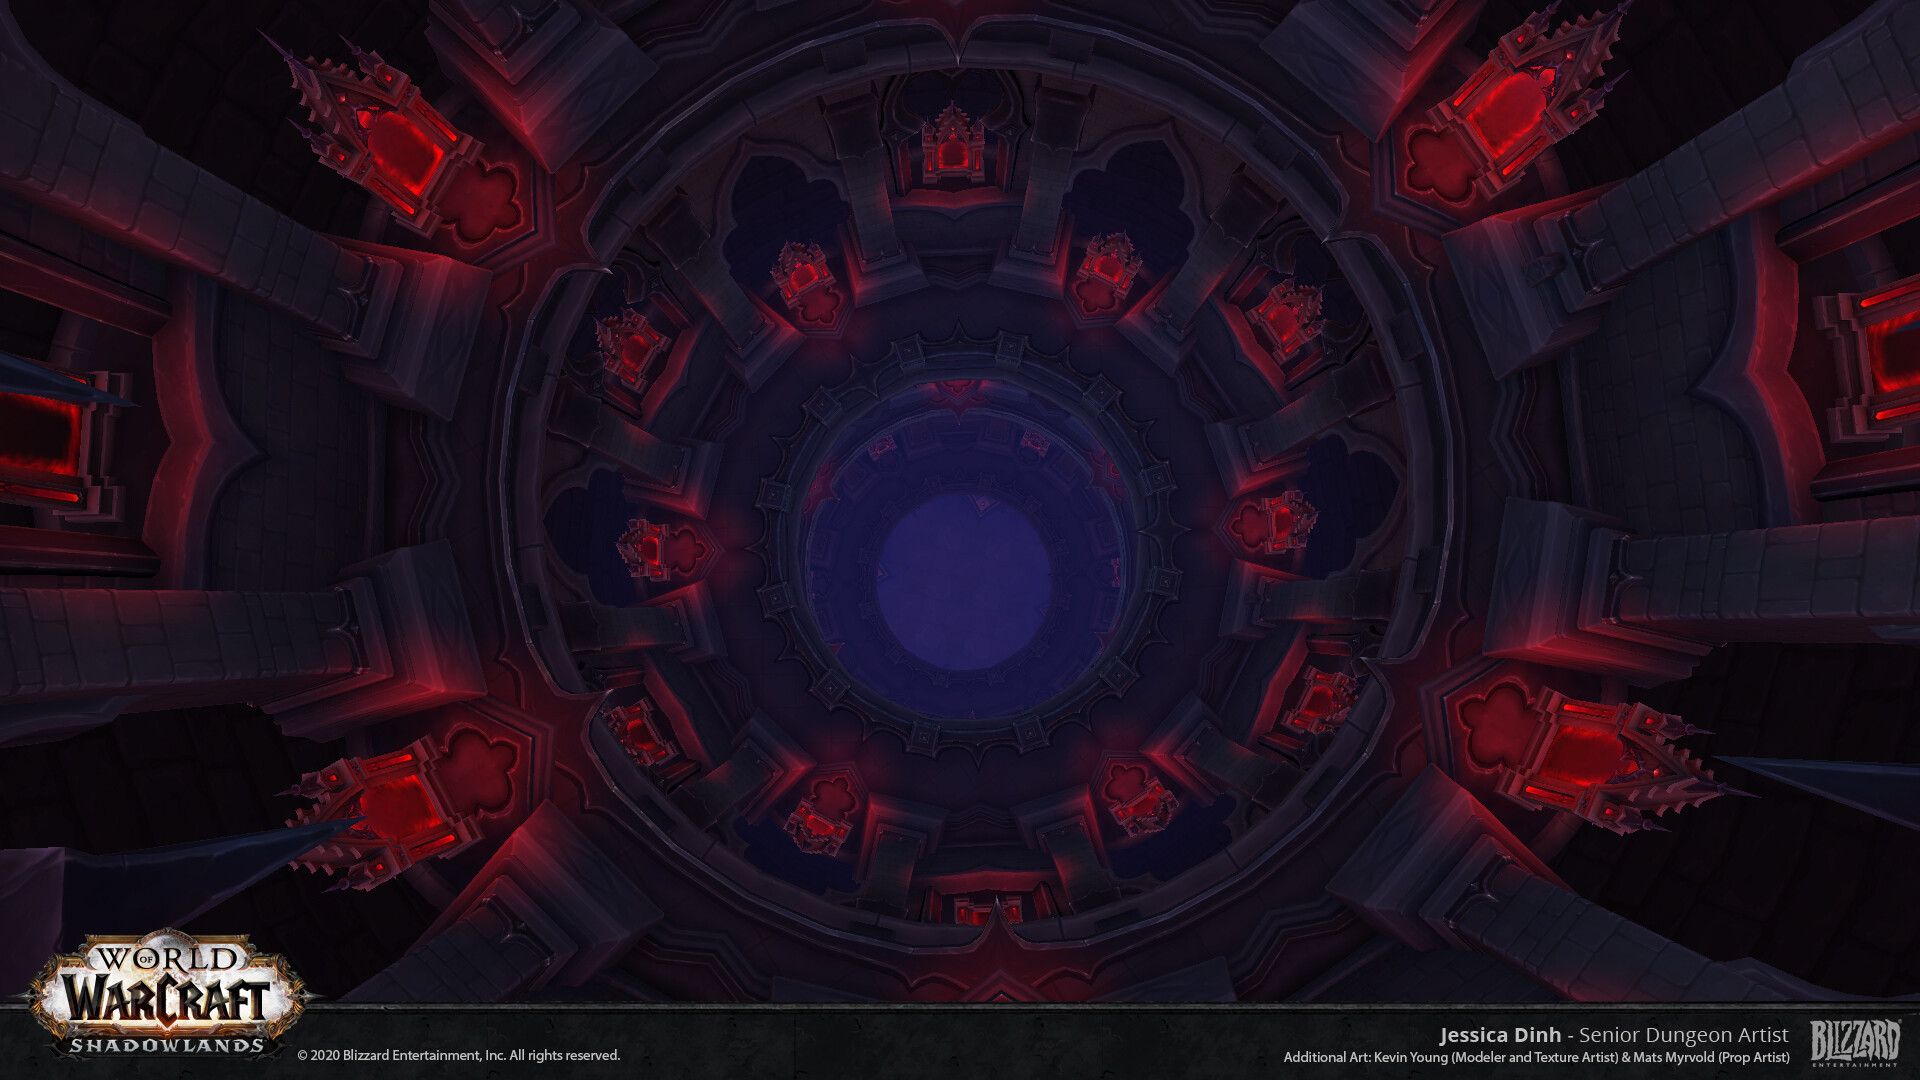 WORLD
OF
WARCRAFT
SHADOWLANDS
© 2020 Blizzard Entertainment, Inc. All rights reserved.
Jessica Dinh - Senior Dungeon Artist
Additional Art: Kevin Young (Modeler and Texture Artist) & Mats Myrvold (Prop Artist)
BLIZZARD
ENTERTAINMENT